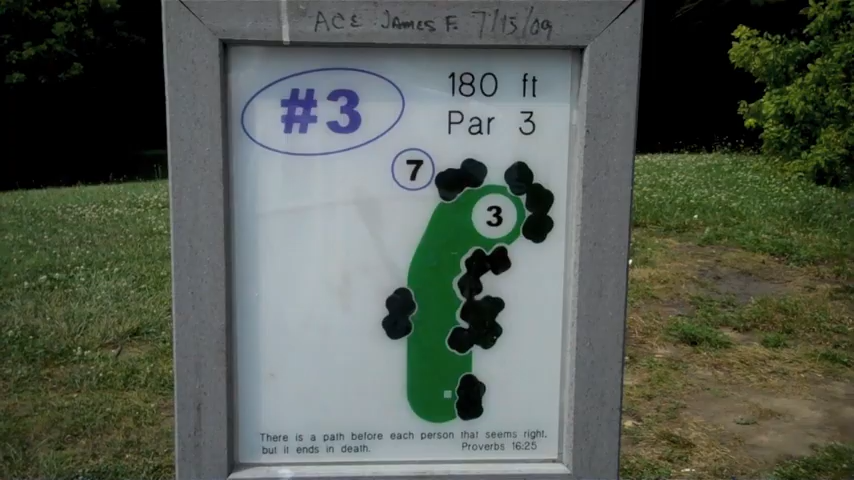 ACE James F. 7/15/09
#3
180 ft
Par 3
7
3
There is a path before each person that seems right,
but it ends in death. Proverbs 16:25